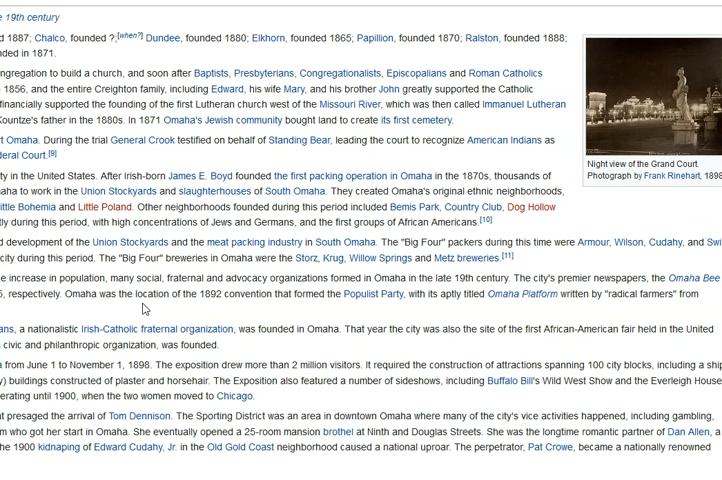 e 19th century
d 1887; Chalco, founded ?;[when?] Dundee, founded 1880; Elkhorn, founded 1865; Papillion, founded 1870; Ralston, founded 1888;
nded in 1871.
ngregation to build a church, and soon after Baptists, Presbyterians, Congregationalists, Episcopalians and Roman Catholics
1856, and the entire Creighton family, including Edward, his wife Mary, and his brother John greatly supported the Catholic
financially supported the founding of the first Lutheran church west of the Missouri River, which was then called Immanuel Lutheran
Kountze's father in the 1880s. In 1871 Omaha's Jewish community bought land to create its first cemetery.
rt Omaha. During the trial General Crook testified on behalf of Standing Bear, leading the court to recognize American Indians as
deral Court.[9]
ty in the United States. After Irish-born James E. Boyd founded the first packing operation in Omaha in the 1870s, thousands of
aha to work in the Union Stockyards and slaughterhouses of South Omaha. They created Omaha's original ethnic neighborhoods,
ittle Bohemia and Little Poland. Other neighborhoods founded during this period included Bemis Park, Country Club, Dog Hollow
tly during this period, with high concentrations of Jews and Germans, and the first groups of African Americans.[10]
d development of the Union Stockyards and the meat packing industry in South Omaha. The "Big Four" packers during this time were Armour, Wilson, Cudahy, and Swi
city during this period. The "Big Four" breweries in Omaha were the Storz, Krug, Willow Springs and Metz breweries.[11]
e increase in population, many social, fraternal and advocacy organizations formed in Omaha in the late 19th century. The city's premier newspapers, the Omaha Bee
5, respectively. Omaha was the location of the 1892 convention that formed the Populist Party, with its aptly titled Omaha Platform written by "radical farmers" from
ans, a nationalistic Irish-Catholic fraternal organization, was founded in Omaha. That year the city was also the site of the first African-American fair held in the United
civic and philanthropic organization, was founded.
a from June 1 to November 1, 1898. The exposition drew more than 2 million visitors. It required the construction of attractions spanning 100 city blocks, including a ship
y) buildings constructed of plaster and horsehair. The Exposition also featured a number of sideshows, including Buffalo Bill's Wild West Show and the Everleigh House
erating until 1900, when the two women moved to Chicago.
t presaged the arrival of Tom Dennison. The Sporting District was an area in downtown Omaha where many of the city's vice activities happened, including gambling,
m who got her start in Omaha. She eventually opened a 25-room mansion brothel at Ninth and Douglas Streets. She was the longtime romantic partner of Dan Allen, a
he 1900 kidnaping of Edward Cudahy, Jr. in the Old Gold Coast neighborhood caused a national uproar. The perpetrator, Pat Crowe, became a nationally renowned
Night view of the Grand Court.
Photograph by Frank Rinehart, 1898